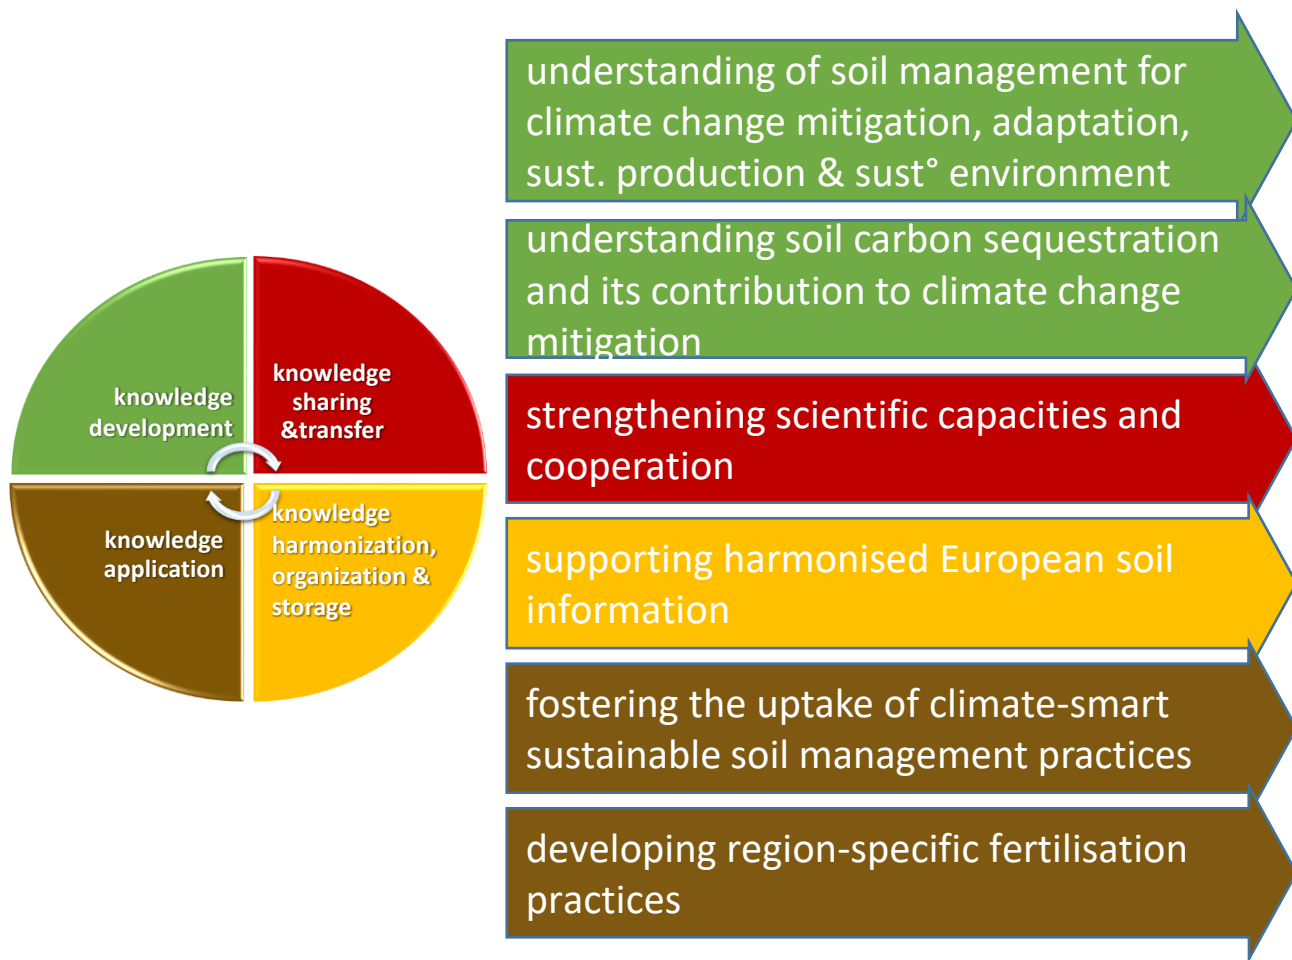 knowledge
development
knowledge
sharing
&transfer
knowledge
application
knowledge
harmonization,
organization &
storage
understanding of soil management for
climate change mitigation, adaptation,
sust. production & sust° environment
understanding soil carbon sequestration
and its contribution to climate change
mitigation
strengthening scientific capacities and
cooperation
supporting harmonised European soil
information
fostering the uptake of climate-smart
sustainable soil management practices
developing region-specific fertilisation
practices